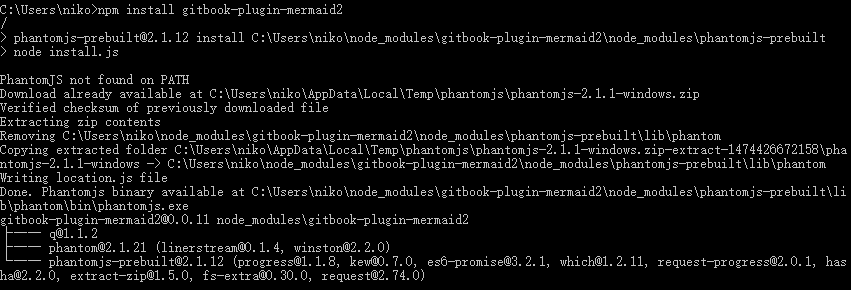 C:\Users\niko>npm install gitbook-plugin-mermaid2
/
> phantomjs-prebuilt@2.1.12 install C:\Users\niko\node_modules\gitbook-plugin-mermaid2\node_modules\phantomjs-prebuilt
> node install.js
PhantomJS not found on PATH
Download already available at C:\Users\niko\AppData\Local\Temp\phantomjs\phantomjs-2.1.1-windows.zip
Verified checksum of previously downloaded file
Extracting zip contents
Removing C:\Users\niko\node_modules\gitbook-plugin-mermaid2\node_modules\phantomjs-prebuilt\lib\phantom
Copying extracted folder C:\Users\niko\AppData\Local\Temp\phantomjs\phantomjs-2.1.1-windows.zip-extract-1474426672158\pha
ntomjs-2.1.1-windows -> C:\Users\niko\node_modules\gitbook-plugin-mermaid2\node_modules\phantomjs-prebuilt\lib\phantom
Writing location.js file
Done. Phantomjs binary available at C:\Users\niko\node_modules\gitbook-plugin-mermaid2\node_modules\phantomjs-prebuilt\li
b\phantom\bin\phantomjs.exe
gitbook-plugin-mermaid2@0.0.11 node_modules\gitbook-plugin-mermaid2
├── q@1.1.2
├── phantom@2.1.21 (linerstream@0.1.4, winston@2.2.0)
└── phantomjs-prebuilt@2.1.12 (progress@1.1.8, kew@0.7.0, es6-promise@3.2.1, which@1.2.11, request-progress@2.0.1, has
ha@2.2.0, extract-zip@1.5.0, fs-extra@0.30.0, request@2.74.0)